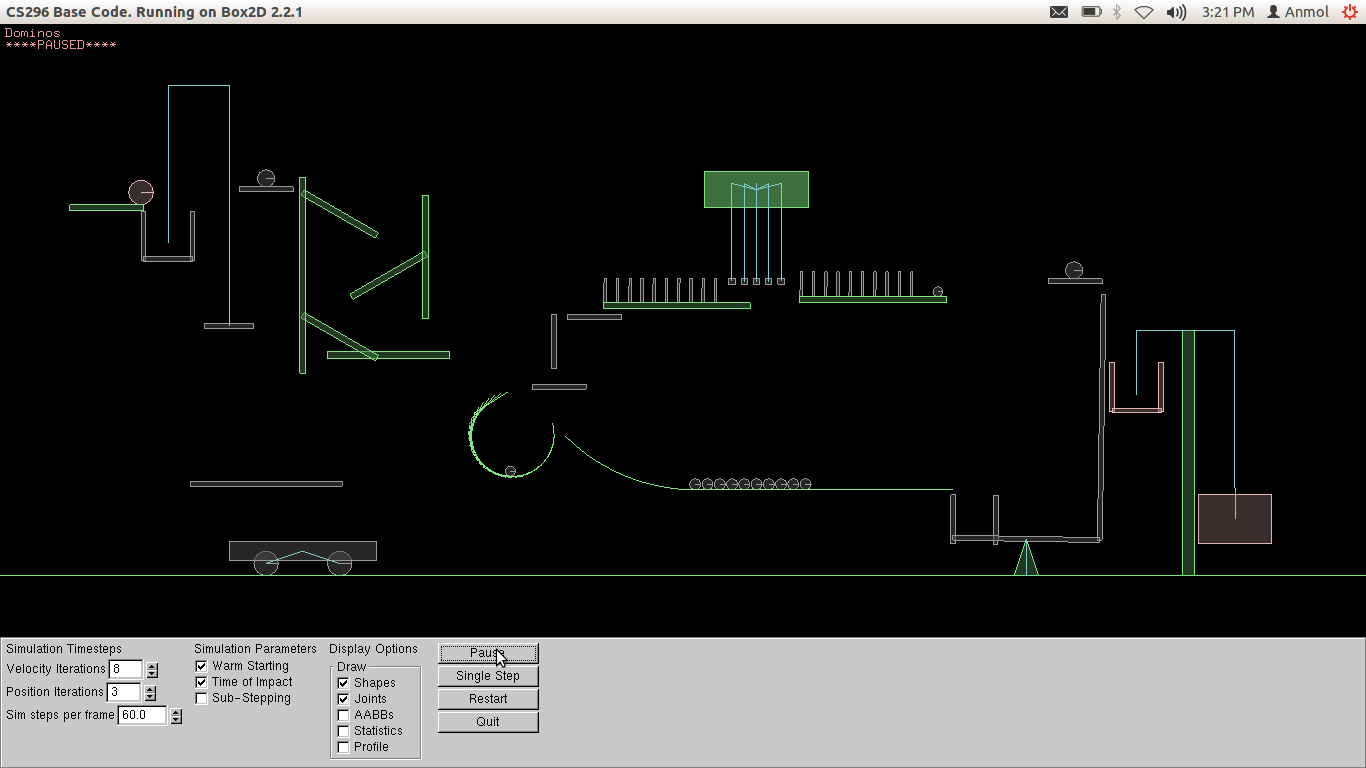 CS296 Base Code. Running on Box2D 2.2.1
3:21 PM Anmol
Dominos
****PAUSED****
Simulation Timesteps
Velocity Iterations 8
Position Iterations 3
Sim steps per frame 60.0
Simulation Parameters
Warm Starting
Time of Impact
Sub-Stepping
Display Options
Draw
Shapes
Joints
AABBs
Statistics
Profile
Pause
Single Step
Restart
Quit